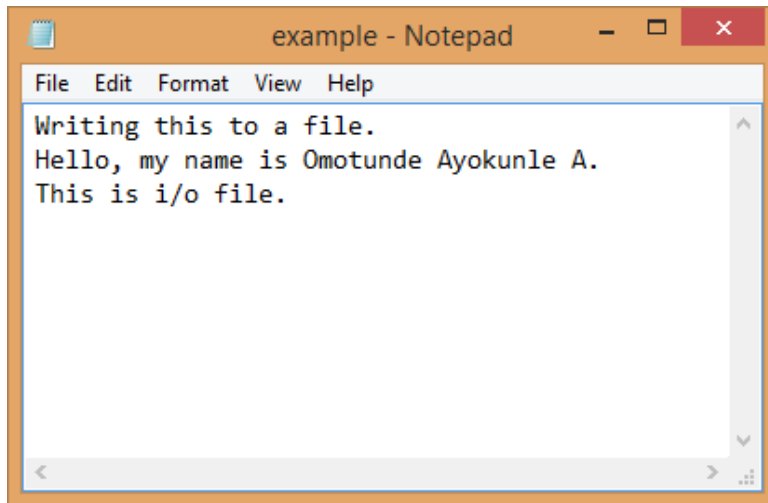 example - Notepad
File Edit Format View Help
Writing this to a file.
Hello, my name is Omotunde Ayokunle A.
This is i/o file.